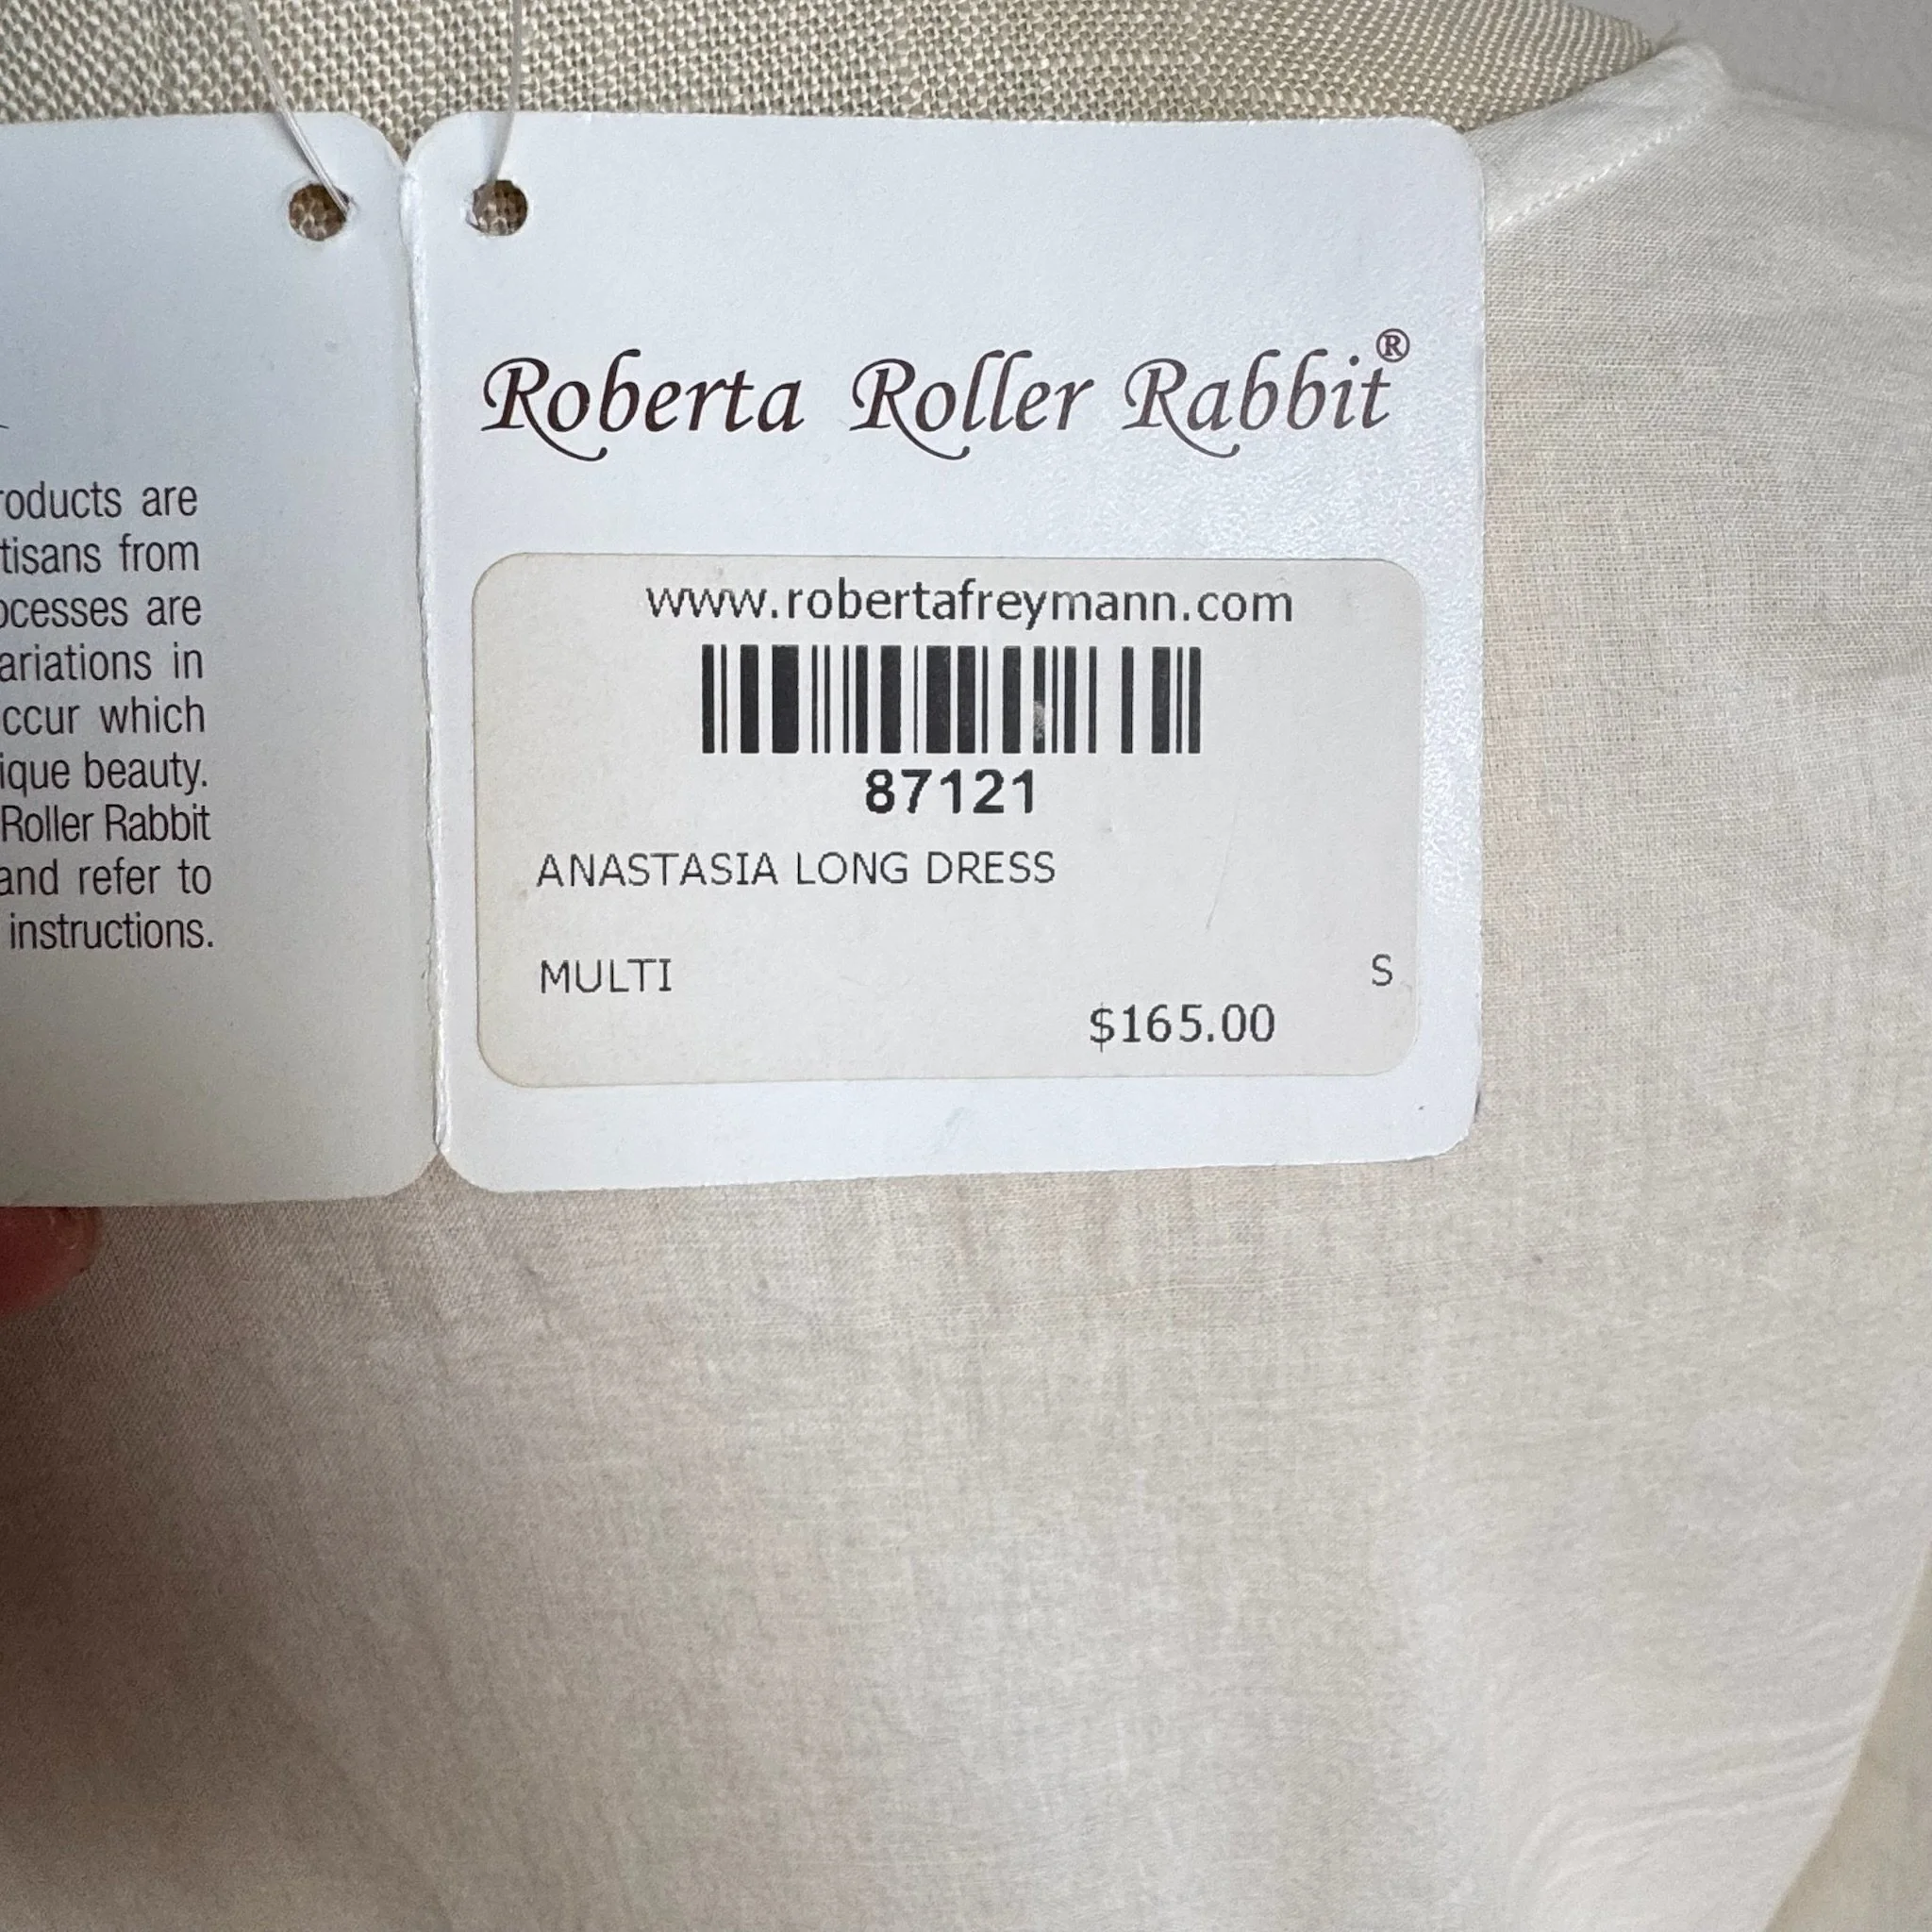 roducts are
tisans from
ocesses are
ariations in
ccur which
ique beauty.
Roller Rabbit
and refer to
instructions.
Roberta Roller Rabbit®
www.robertafreymann.com
87121
ANASTASIA LONG DRESS
MULTI S
$165.00